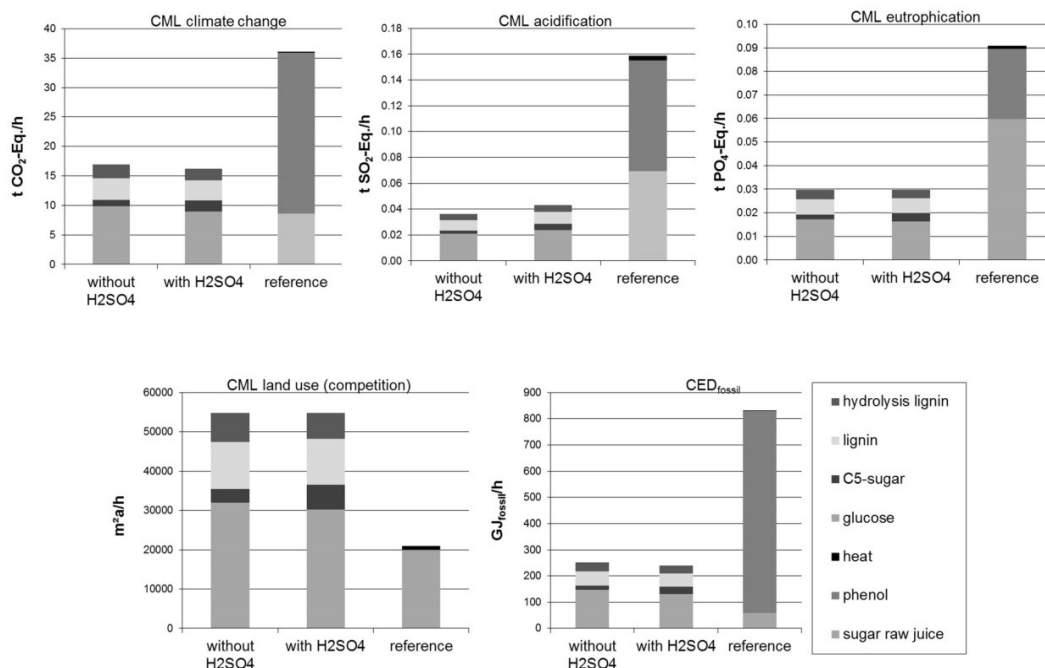 CML climate change
t CO₂-Eq./h
40
35
30
25
20
15
10
5
0
without
H2SO4
with H2SO4
reference
CML acidification
t SO₂-Eq./h
0.18
0.16
0.14
0.12
0.10
0.08
0.06
0.04
0.02
0.00
without
H2SO4
with H2SO4
reference
CML eutrophication
t PO₄-Eq./h
0.10
0.09
0.08
0.07
0.06
0.05
0.04
0.03
0.02
0.01
0.00
without
H2SO4
with H2SO4
reference
CML land use (competition)
m²a/h
60000
50000
40000
30000
20000
10000
0
without
H2SO4
with H2SO4
reference
CED fossil
GJ fossil/h
900
800
700
600
500
400
300
200
100
0
without
H2SO4
with H2SO4
reference
hydrolysis lignin
lignin
C5-sugar
glucose
heat
phenol
sugar raw juice